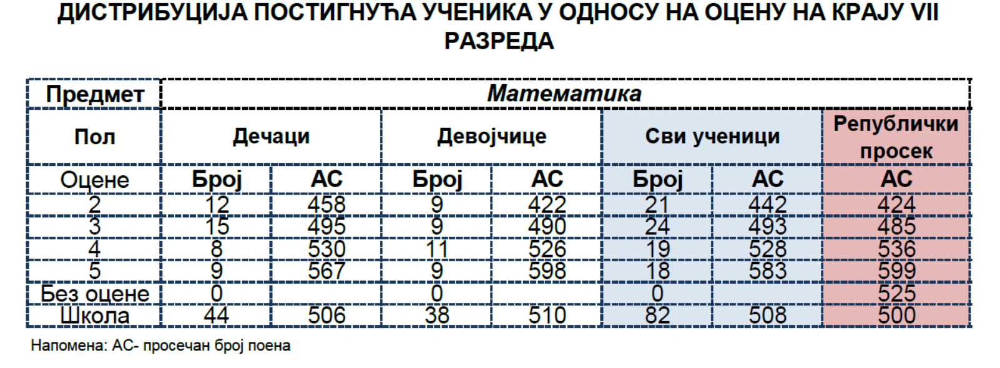 ДИСТРИБУЦИЈА ПОСТИГНУЋА УЧЕНИКА У ОДНОСУ НА ОЦЕНУ НА КРАЈУ VII
РАЗРЕДА
Предмет Математика
Пол Дечаци Девојчице Сви ученици Републички просек
Оцене Број АС Број АС Број АС АС
2 12 458 9 422 21 442 424
3 15 495 9 490 24 493 485
4 8 530 11 526 19 528 536
5 9 567 9 598 18 583 599
Без оцене 0 0 0 525
Школа 44 506 38 510 82 508 500
Напомена: АС- просечан број поена